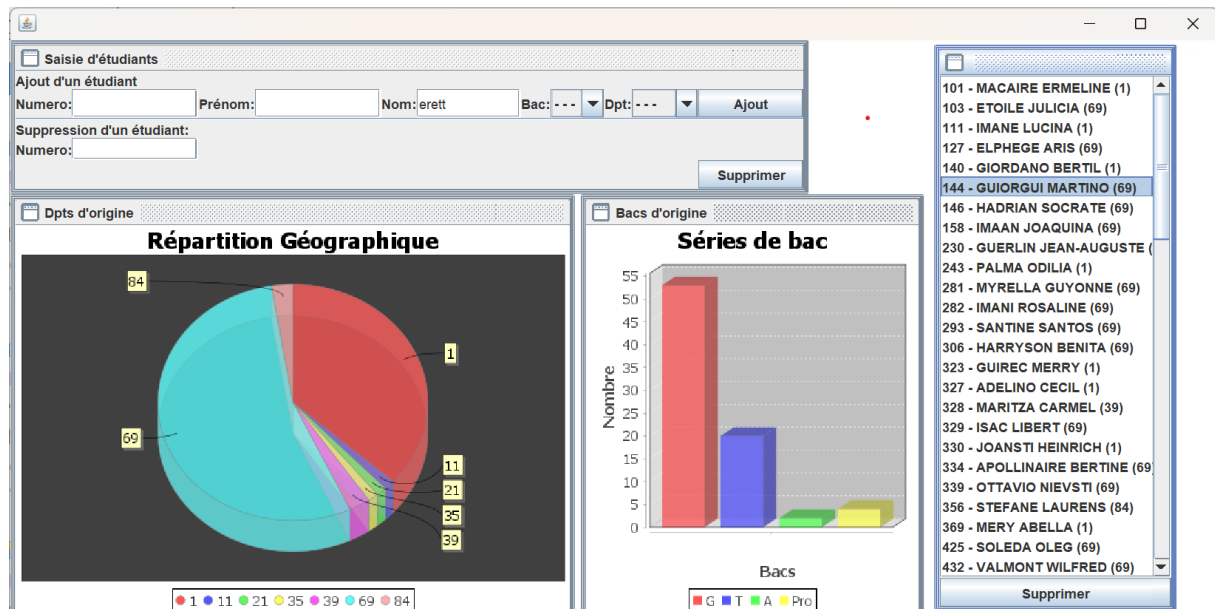 Saisie d'étudiants
Ajout d'un étudiant
Numero: Prénom: Nom: erett Bac: - - - Dpt: - - - Ajout
Suppression d'un étudiant:
Numero:
Supprimer
Dpts d'origine
Répartition Géographique
84
1
69
11
21
35
39
1 11 21 35 39 69 84
Bacs d'origine
Séries de bac
55
50
45
40
35
30
25
20
15
10
5
0
Nombre
Bacs
G T A Pro
101 - MACAIRE ERMELINE (1)
103 - ETOILE JULICIA (69)
111 - IMANE LUCINA (1)
127 - ELPHEGE ARIS (69)
140 - GIORDANO BERTIL (1)
144 - GUIORGUI MARTINO (69)
146 - HADRIAN SOCRATE (69)
158 - IMAAN JOAQUINA (69)
230 - GUERLIN JEAN-AUGUSTE (
243 - PALMA ODILIA (1)
281 - MYRELLA GUYONNE (69)
282 - IMANI ROSALINE (69)
293 - SANTINE SANTOS (69)
306 - HARRYSON BENITA (69)
323 - GUIREC MERRY (1)
327 - ADELINO CECIL (1)
328 - MARITZA CARMEL (39)
329 - ISAC LIBERT (69)
330 - JOANSTI HEINRICH (1)
334 - APOLLINAIRE BERTINE (69)
339 - OTTAVIO NIEVSTI (69)
356 - STEFANE LAURENS (84)
369 - MERY ABELLA (1)
425 - SOLEDA OLEG (69)
432 - VALMONT WILFRED (69)
Supprimer